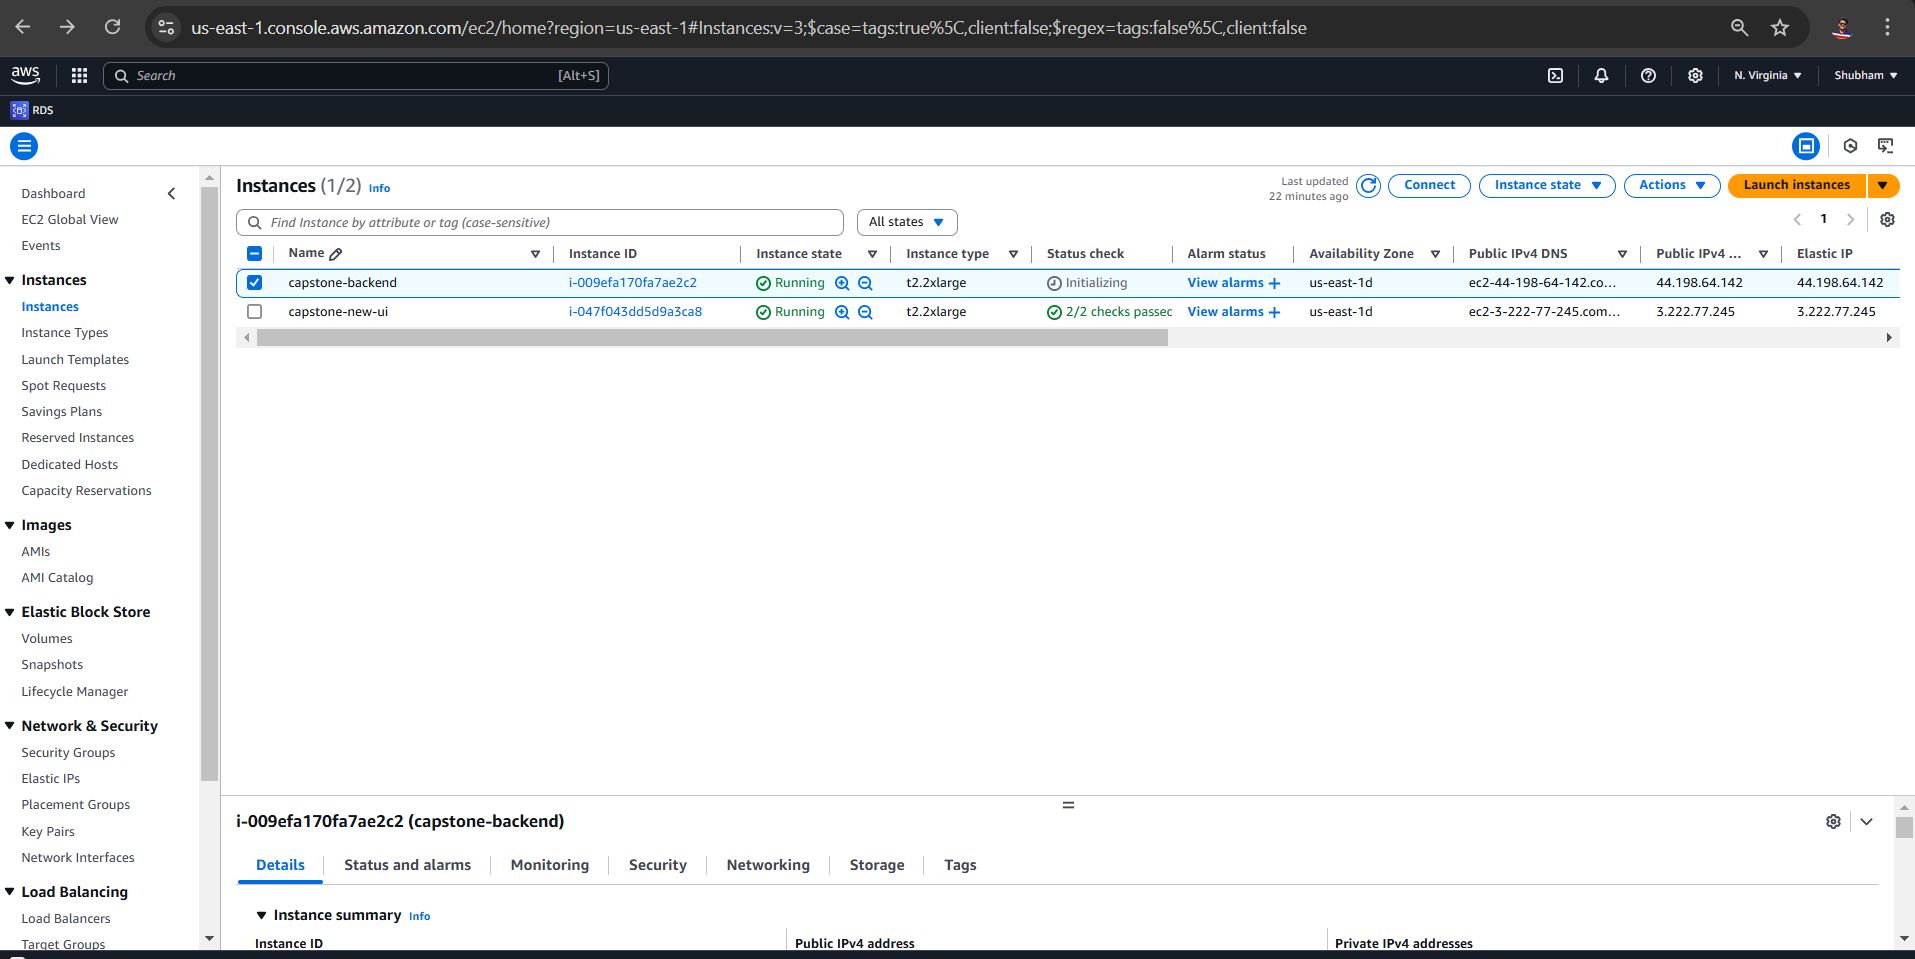 us-east-1.console.aws.amazon.com/ec2/home?region=us-east-1#Instances:v=3;$case=tags:true%5C,client:false;$regex=tags:false%5C,client:false
aws Search [Alt+S] N. Virginia Shubham
RDS
Dashboard
EC2 Global View
Events
Instances
Instances
Instance Types
Launch Templates
Spot Requests
Savings Plans
Reserved Instances
Dedicated Hosts
Capacity Reservations
Images
AMIs
AMI Catalog
Elastic Block Store
Volumes
Snapshots
Lifecycle Manager
Network & Security
Security Groups
Elastic IPs
Placement Groups
Key Pairs
Network Interfaces
Load Balancing
Load Balancers
Target Groups
Instances (1/2) Info
Last updated
22 minutes ago
Connect Instance state Actions Launch instances
Find Instance by attribute or tag (case-sensitive) All states 1
Name Instance ID Instance state Instance type Status check Alarm status Availability Zone Public IPv4 DNS Public IPv4 ... Elastic IP
capstone-backend i-009efa170fa7ae2c2 Running t2.2xlarge Initializing View alarms + us-east-1d ec2-44-198-64-142.co... 44.198.64.142 44.198.64.142
capstone-new-ui i-047f043dd5d9a3ca8 Running t2.2xlarge 2/2 checks passed View alarms + us-east-1d ec2-3-222-77-245.com... 3.222.77.245 3.222.77.245
i-009efa170fa7ae2c2 (capstone-backend)
Details Status and alarms Monitoring Security Networking Storage Tags
Instance summary Info
Instance ID Public IPv4 address Private IPv4 addresses